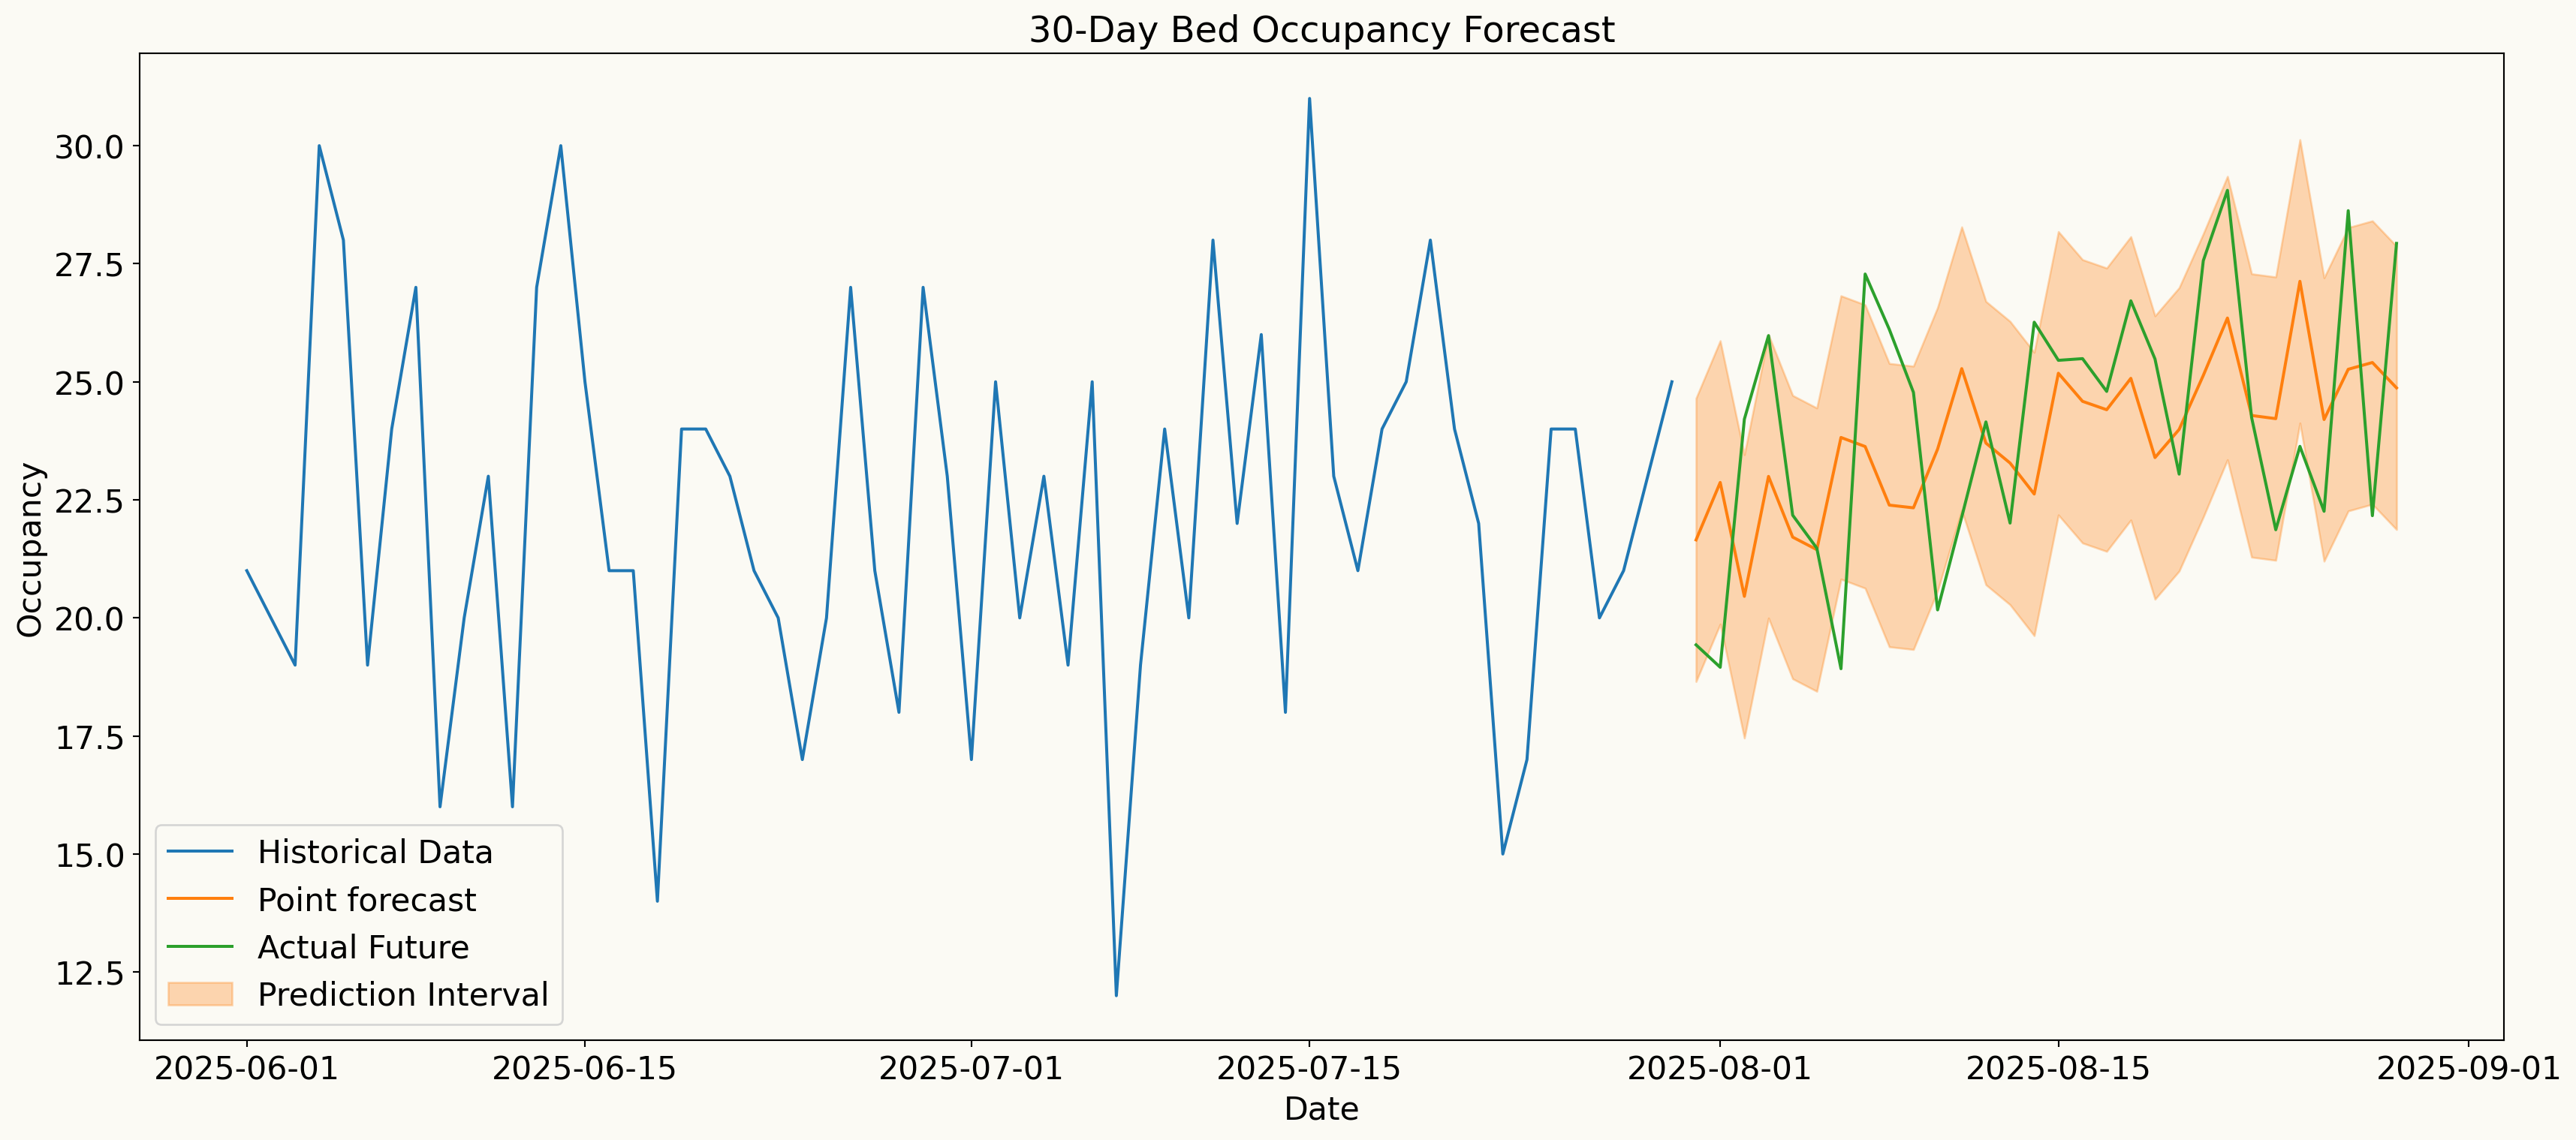 30-Day Bed Occupancy Forecast
Occupancy
30.0
27.5
25.0
22.5
20.0
17.5
15.0
12.5
Historical Data
Point forecast
Actual Future
Prediction Interval
2025-06-01 2025-06-15 2025-07-01 2025-07-15 2025-08-01 2025-08-15 2025-09-01
Date